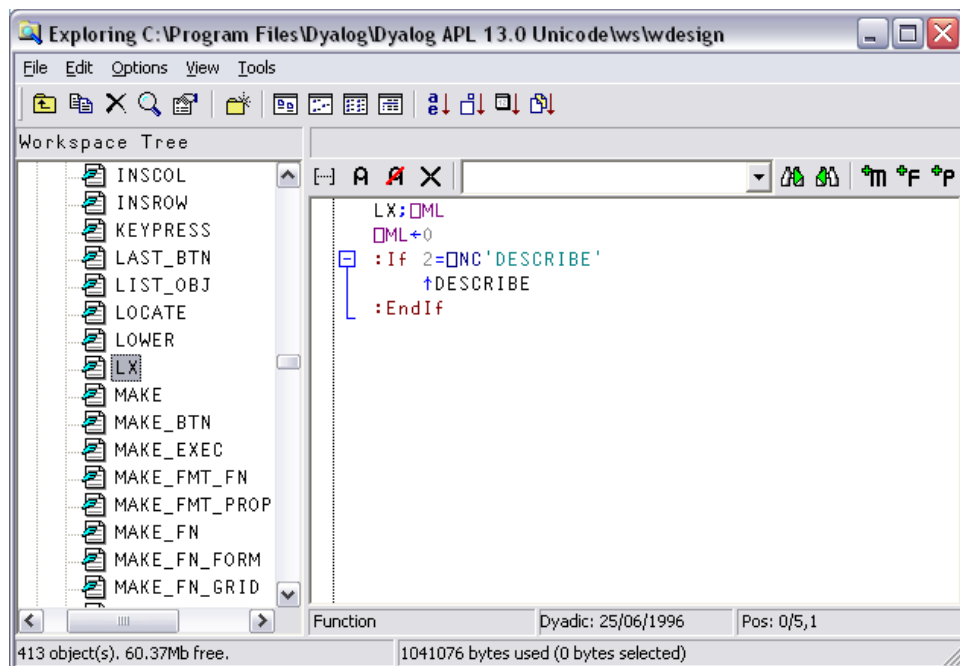 Exploring C:\Program Files\Dyalog\Dyalog APL 13.0 Unicode\ws\wdesign
File Edit Options View Tools
Workspace Tree
INSCOL
INSROW
KEYPRESS
LAST_BTN
LIST_OBJ
LOCATE
LOWER
LX
MAKE
MAKE_BTN
MAKE_EXEC
MAKE_FMT_FN
MAKE_FMT_PROP
MAKE_FN
MAKE_FN_FORM
MAKE_FN_GRID
LX;⎕ML
⎕ML←0
:If 2=⎕NC'DESCRIBE'
↑DESCRIBE
:EndIf
Function Dyadic: 25/06/1996 Pos: 0/5,1
413 object(s). 60.37Mb free. 1041076 bytes used (0 bytes selected)